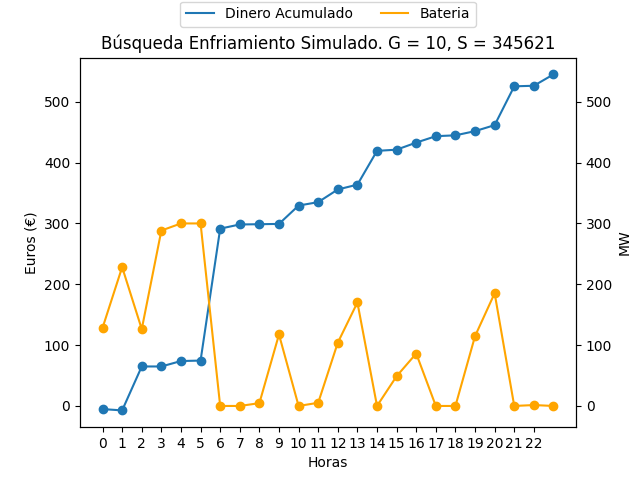 Dinero Acumulado Bateria
Búsqueda Enfriamiento Simulado. G = 10, S = 345621
500 500
400 400
300 300
200 200
100 100
0 0
Euros (€)
MW
0 1 2 3 4 5 6 7 8 9 10 11 12 13 14 15 16 17 18 19 20 21 22
Horas